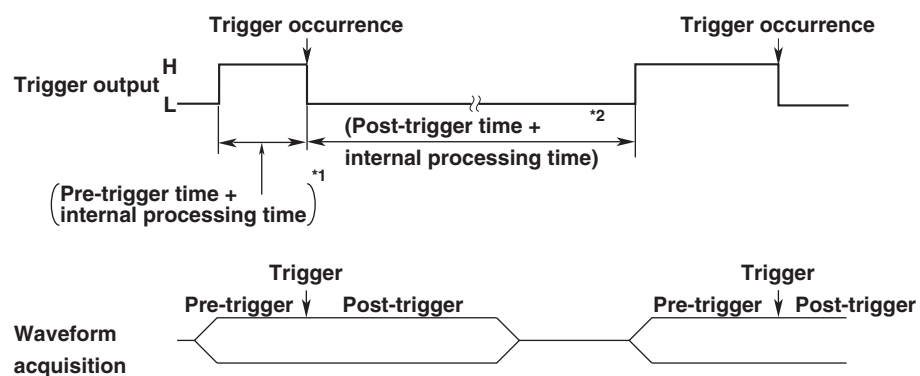 Trigger occurrence
Trigger occurrence
Trigger output
H
L
*2
(Post-trigger time +
internal processing time)
*1
(Pre-trigger time +
internal processing time)
Trigger
Trigger
Pre-trigger
Post-trigger
Pre-trigger
Post-trigger
Waveform
acquisition